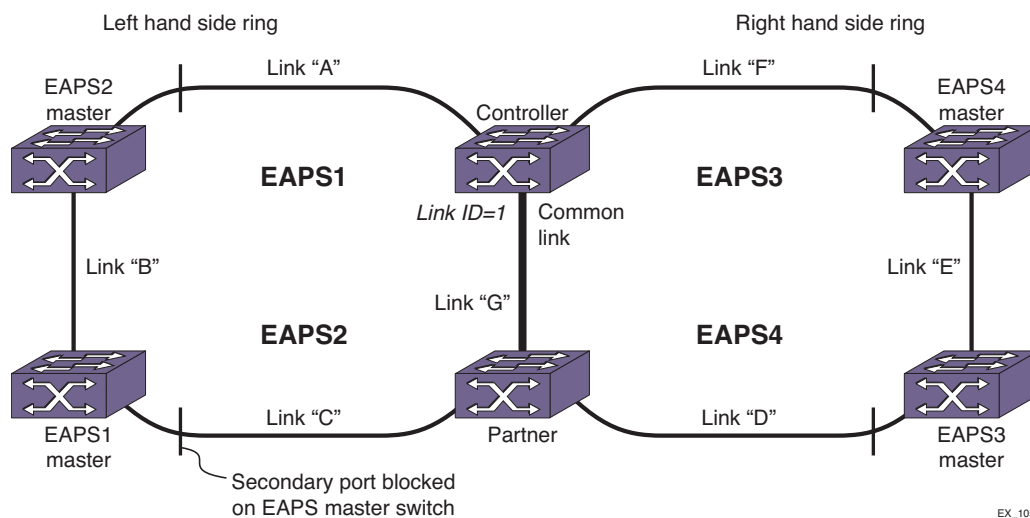 Left hand side ring
Right hand side ring
Link “A”
Link “F”
EAPS2
master
Controller
EAPS4
master
EAPS1
EAPS3
Link ID=1
Common
link
Link “B”
Link “E”
Link “G”
EAPS2
EAPS4
EAPS1
master
Link “C”
Partner
Link “D”
EAPS3
master
Secondary port blocked
on EAPS master switch
EX_102